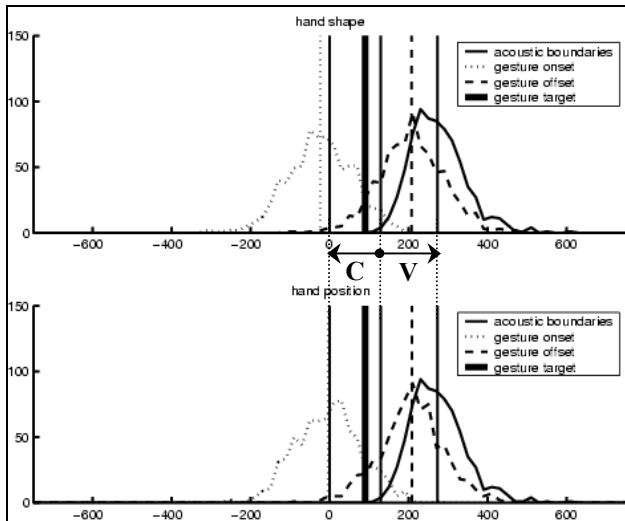 hand shape
150
100
50
0
acoustic boundaries
gesture onset
gesture offset
gesture target
−600 −400 −200 0 200 400 600
C V
hand position
150
100
50
0
acoustic boundaries
gesture onset
gesture offset
gesture target
−600 −400 −200 0 200 400 600